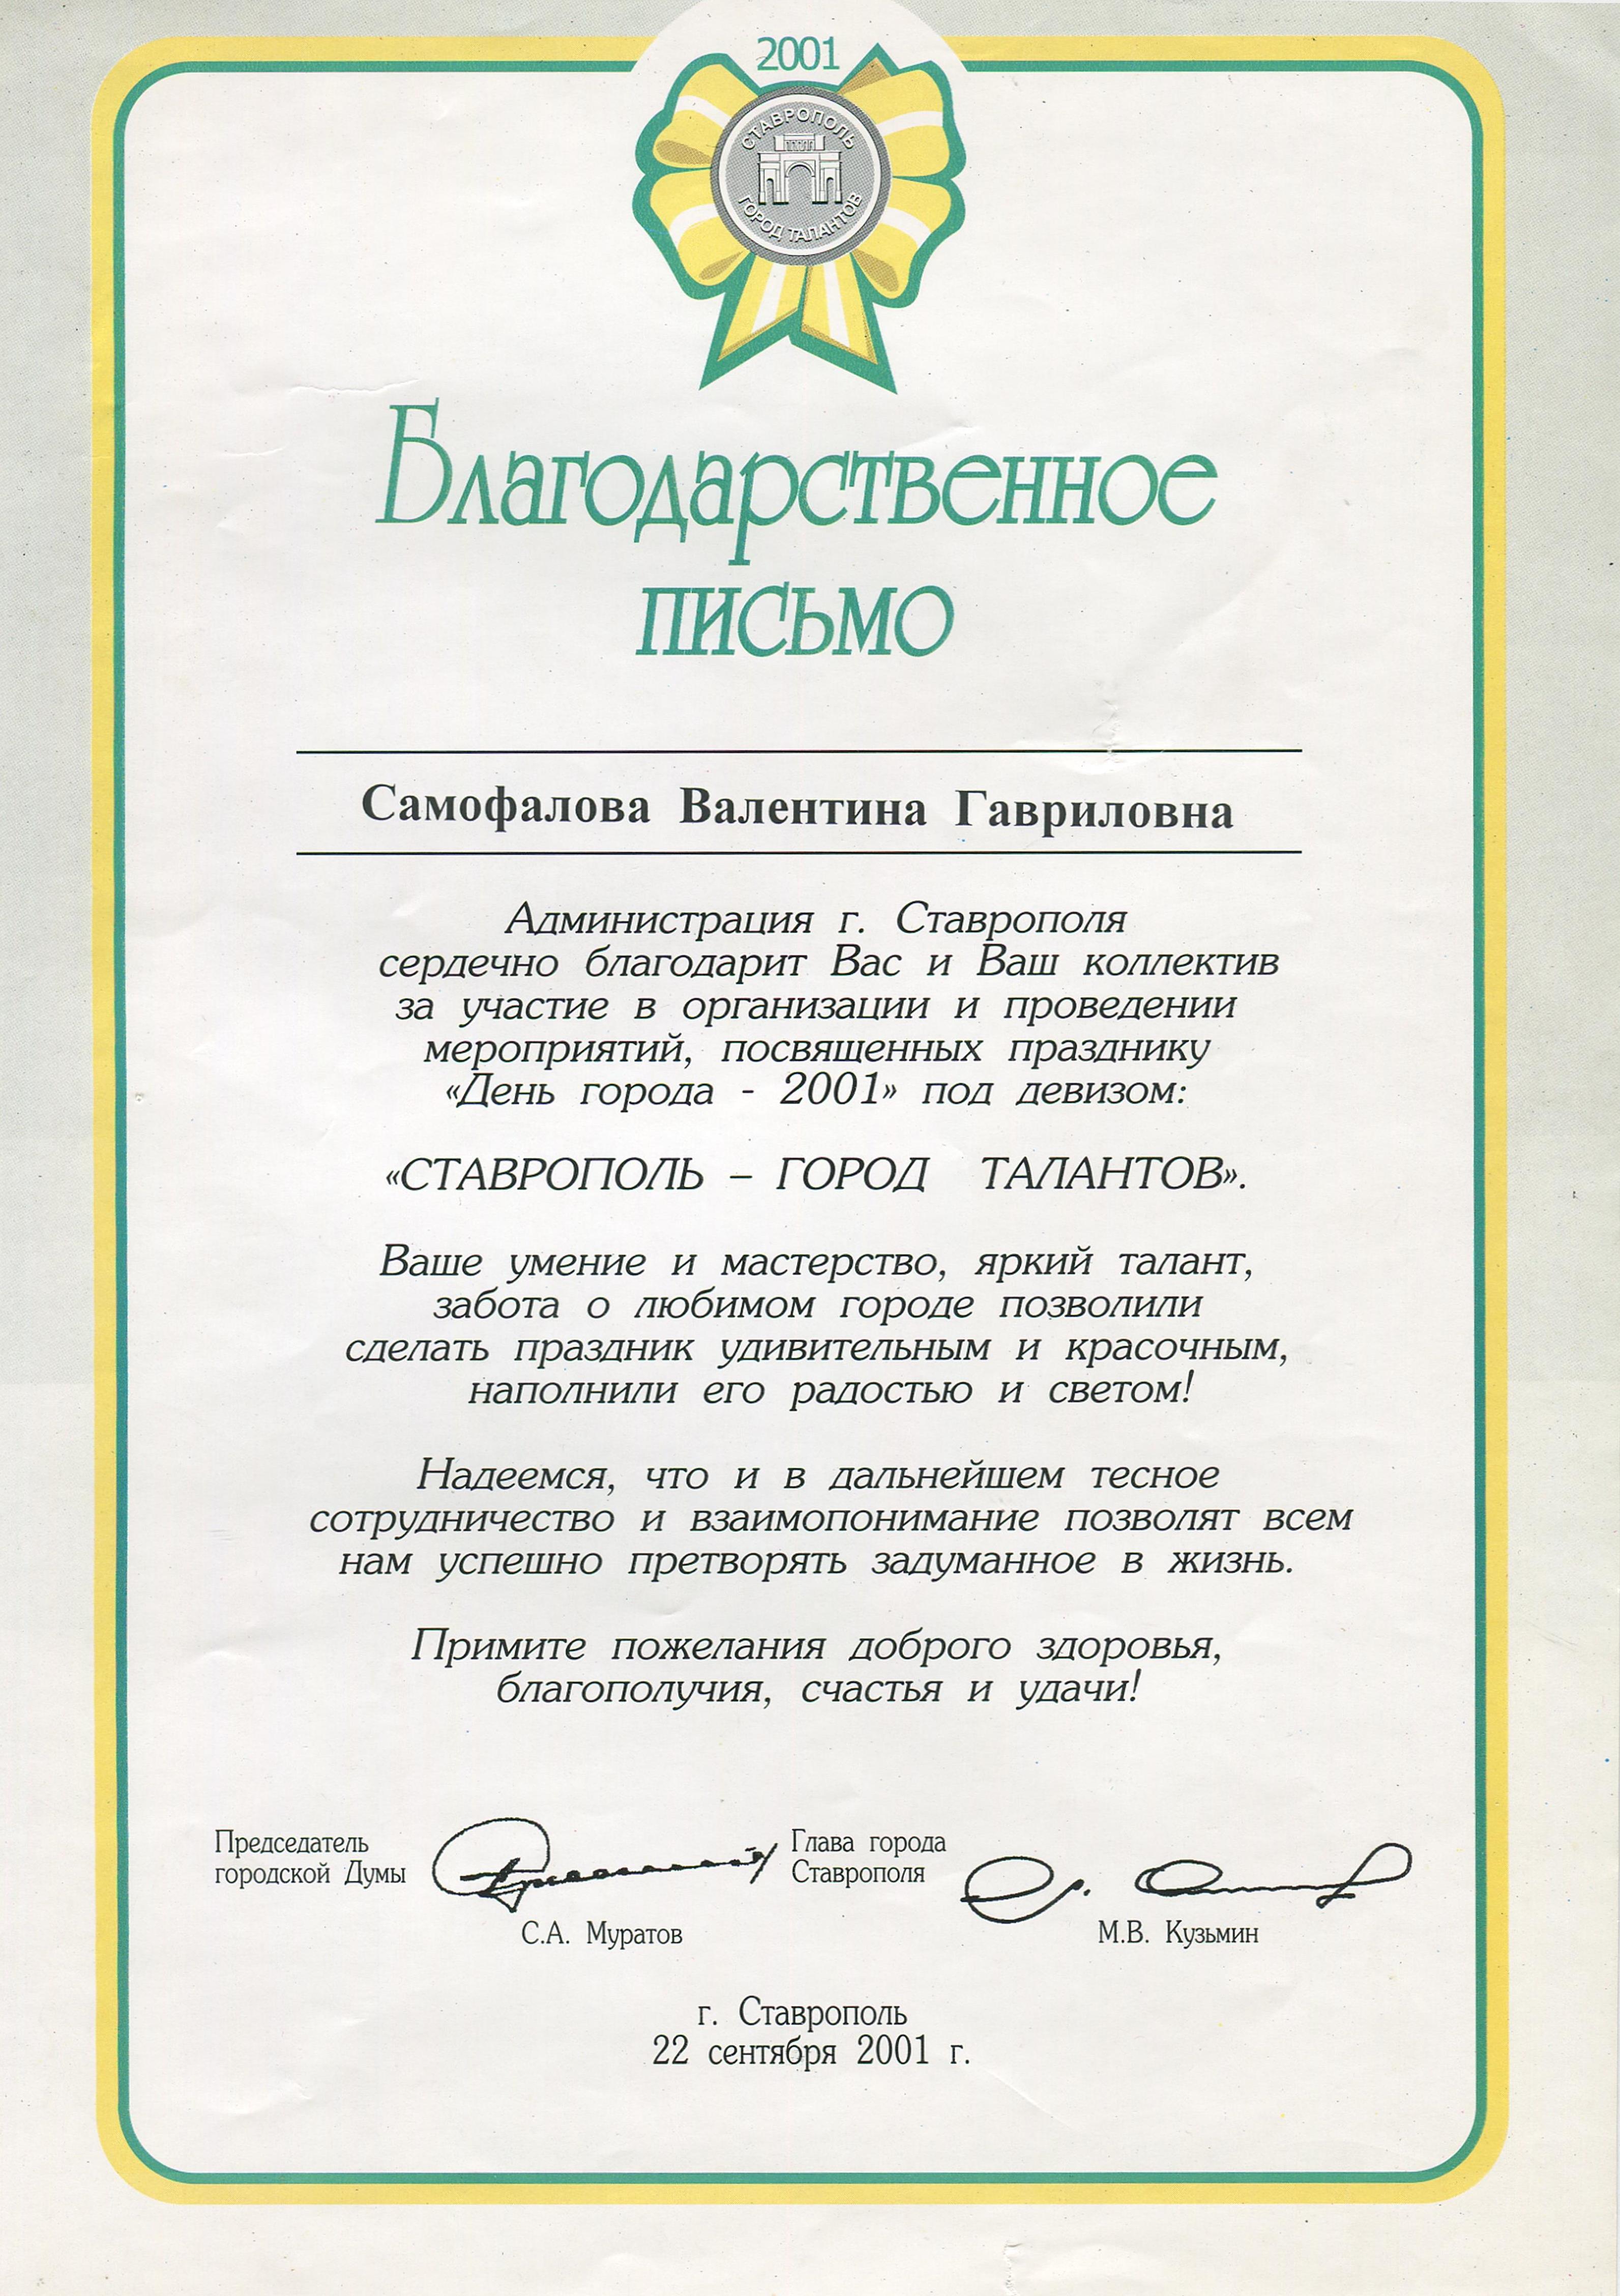 2001
СТАВРОПОЛЬ
ГОРОД ТАЛАНТОВ
Благодарственное
письмо
Самофалова Валентина Гавриловна
Администрация г. Ставрополя
сердечно благодарит Вас и Ваш коллектив
за участие в организации и проведении
мероприятий, посвященных празднику
«День города - 2001» под девизом:
«СТАВРОПОЛЬ – ГОРОД ТАЛАНТОВ».
Ваше умение и мастерство, яркий талант,
забота о любимом городе позволили
сделать праздник удивительным и красочным,
наполнили его радостью и светом!
Надеемся, что и в дальнейшем тесное
сотрудничество и взаимопонимание позволят всем
нам успешно претворять задуманное в жизнь.
Примите пожелания доброго здоровья,
благополучия, счастья и удачи!
Председатель
городской Думы
С.А. Муратов
Глава города
Ставрополя
М.В. Кузьмин
г. Ставрополь
22 сентября 2001 г.